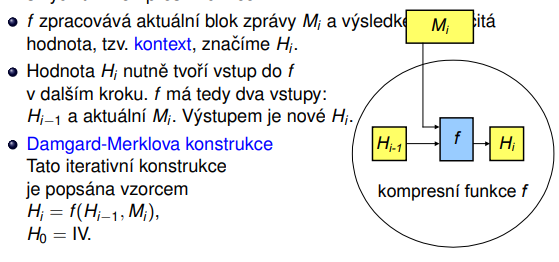 f zpracovává aktuální blok zprávy Mi a výsledke čitá
hodnota, tzv. kontext, značíme Hi.
Hodnota Hi nutně tvoří vstup do f
v dalším kroku. f má tedy dva vstupy:
Hi−1 a aktuální Mi. Výstupem je nové Hi.
Damgard-Merklova konstrukce
Tato iterativní konstrukce
je popsána vzorcem
Hi = f(Hi−1, Mi),
H0 = IV.
Mi
Hi-1
f
Hi
kompresní funkce f